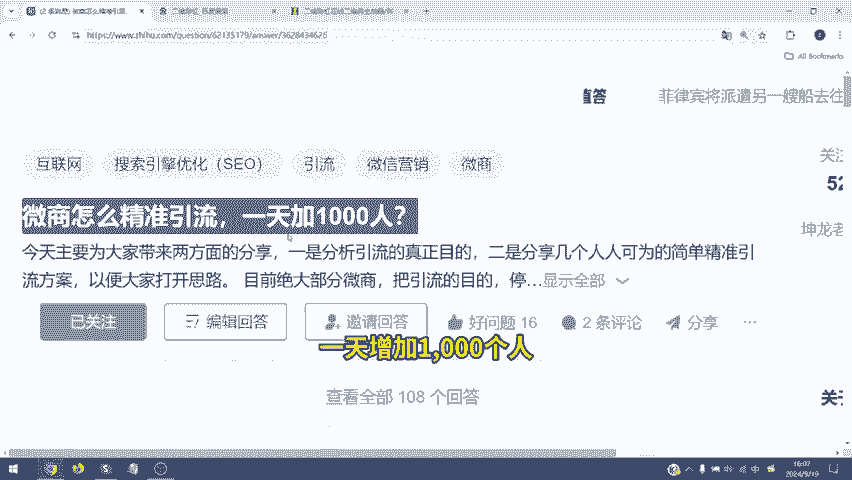 https://www.zhihu.com/question/62135179/answer/3628434626
All Bookmarks
直答
菲律宾将派遣另一艘船去往
互联网
搜索引擎优化（SEO）
引流
微信营销
微商
关注
52
微商怎么精准引流，一天加1000人？
坤龙老
今天主要为大家带来两方面的分享，一是分析引流的真正目的，二是分享几个人人可为的简单精准引
流方案，以便大家打开思路。 目前绝大部分微商，把引流的目的，停...显示全部
已关注
编辑回答
邀请回答
好问题 16
2 条评论
分享
一天增加1,000个人
查看全部 108 个回答
关于
16:07
2024/9/19